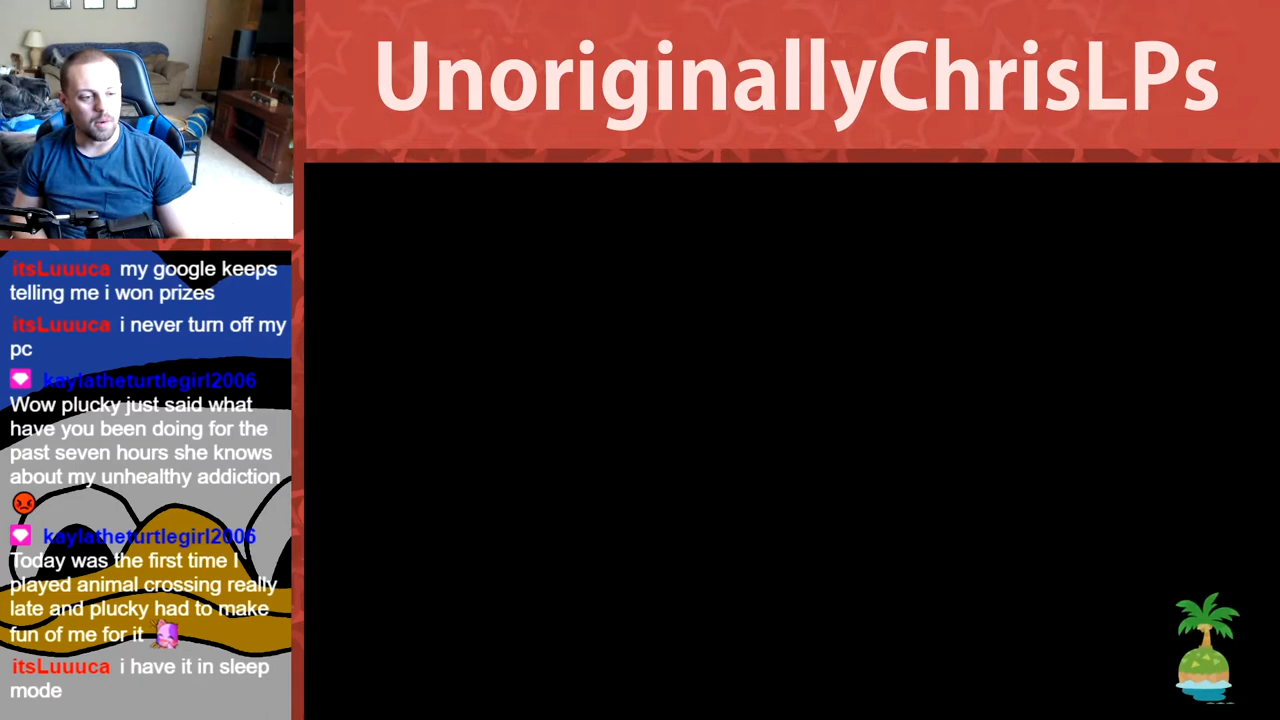 UnoriginallyChrisLPs
itsLuuuca my google keeps
telling me i won prizes
itsLuuuca i never turn off my
pc
kaylatheturtlegirl2006
Wow plucky just said what
have you been doing for the
past seven hours she knows
about my unhealthy addiction
kaylatheturtlegirl2006
Today was the first time I
played animal crossing really
late and plucky had to make
fun of me for it
itsLuuuca i have it in sleep
mode